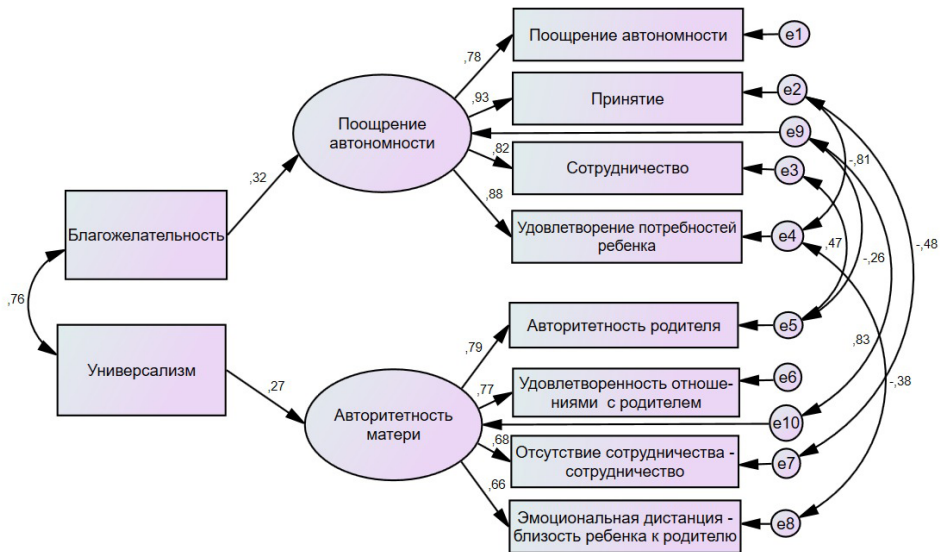 Поощрение автономности
e1
,78
Принятие
e2
,93
Поощрение
автономности
e9
,82
Сотрудничество
e3
-,81
,32
,88
Благожелательность
Удовлетворение потребностей
ребенка
e4
,47
-,26
-,48
,76
Авторитетность родителя
e5
,79
,83
Универсализм
,27
,77
Удовлетворенность отноше-
ниями с родителем
e6
-,38
Авторитетность
матери
e10
,68
Отсутствие сотрудничества -
сотрудничество
e7
,66
Эмоциональная дистанция -
близость ребенка к родителю
e8